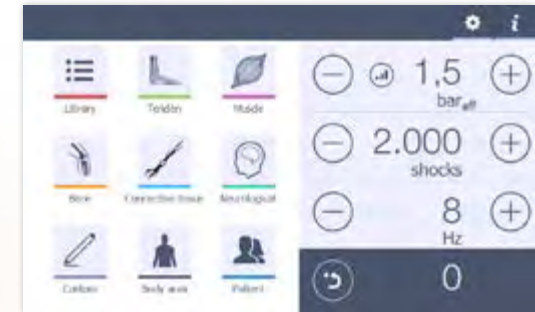 i
Library
Tendon
Muscle
Bone
Connective tissue
Neurological
Custom
Body area
Patient
1,5
bar eff
2.000
shocks
8
Hz
0